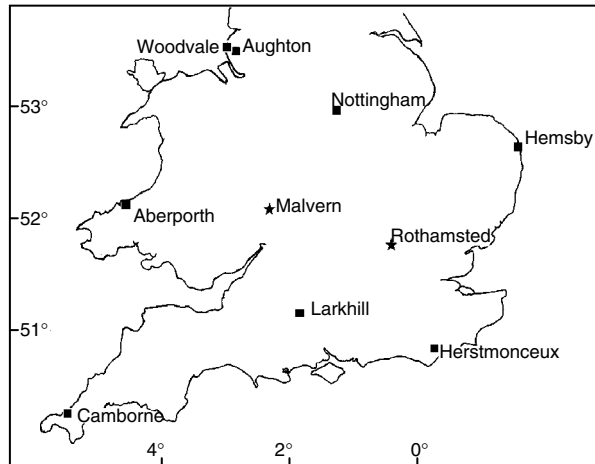 Woodvale
Aughton
53°
Nottingham
Hemsby
52°
Aberporth
Malvern
Rothamsted
51°
Larkhill
Herstmonceux
Camborne
4°
2°
0°